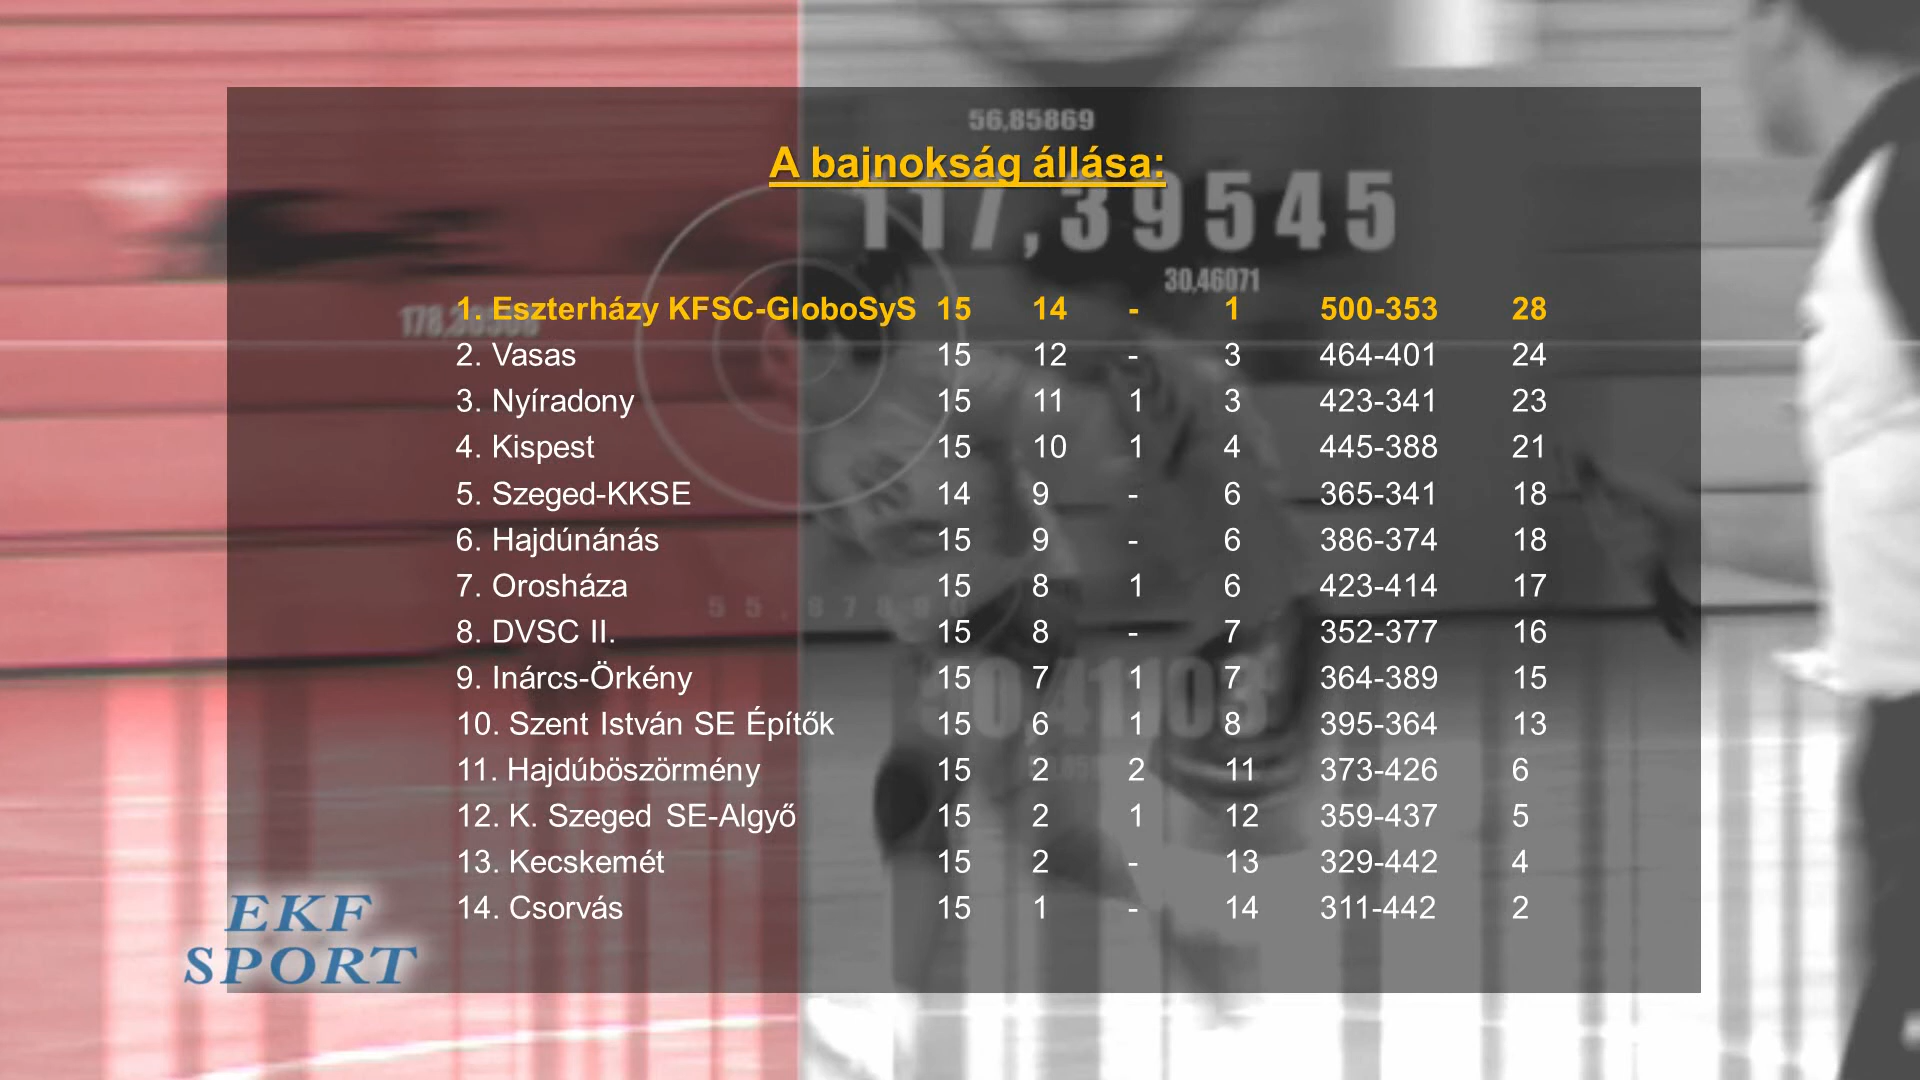 56,85869
A bajnokság állása:
117,39545
30,46071
1. Eszterházy KFSC-GloboSyS 15 14 - 1 500-353 28
2. Vasas 15 12 - 3 464-401 24
3. Nyíradony 15 11 1 3 423-341 23
4. Kispest 15 10 1 4 445-388 21
5. Szeged-KKSE 14 9 - 6 365-341 18
6. Hajdúnánás 15 9 - 6 386-374 18
7. Orosháza 15 8 1 6 423-414 17
8. DVSC II. 15 8 - 7 352-377 16
9. Inárcs-Örkény 15 7 1 7 364-389 15
10. Szent István SE Építők 15 6 1 8 395-364 13
11. Hajdúböszörmény 15 2 2 11 373-426 6
12. K. Szeged SE-Algyő 15 2 1 12 359-437 5
13. Kecskemét 15 2 - 13 329-442 4
14. Csorvás 15 1 - 14 311-442 2
EKF
SPORT